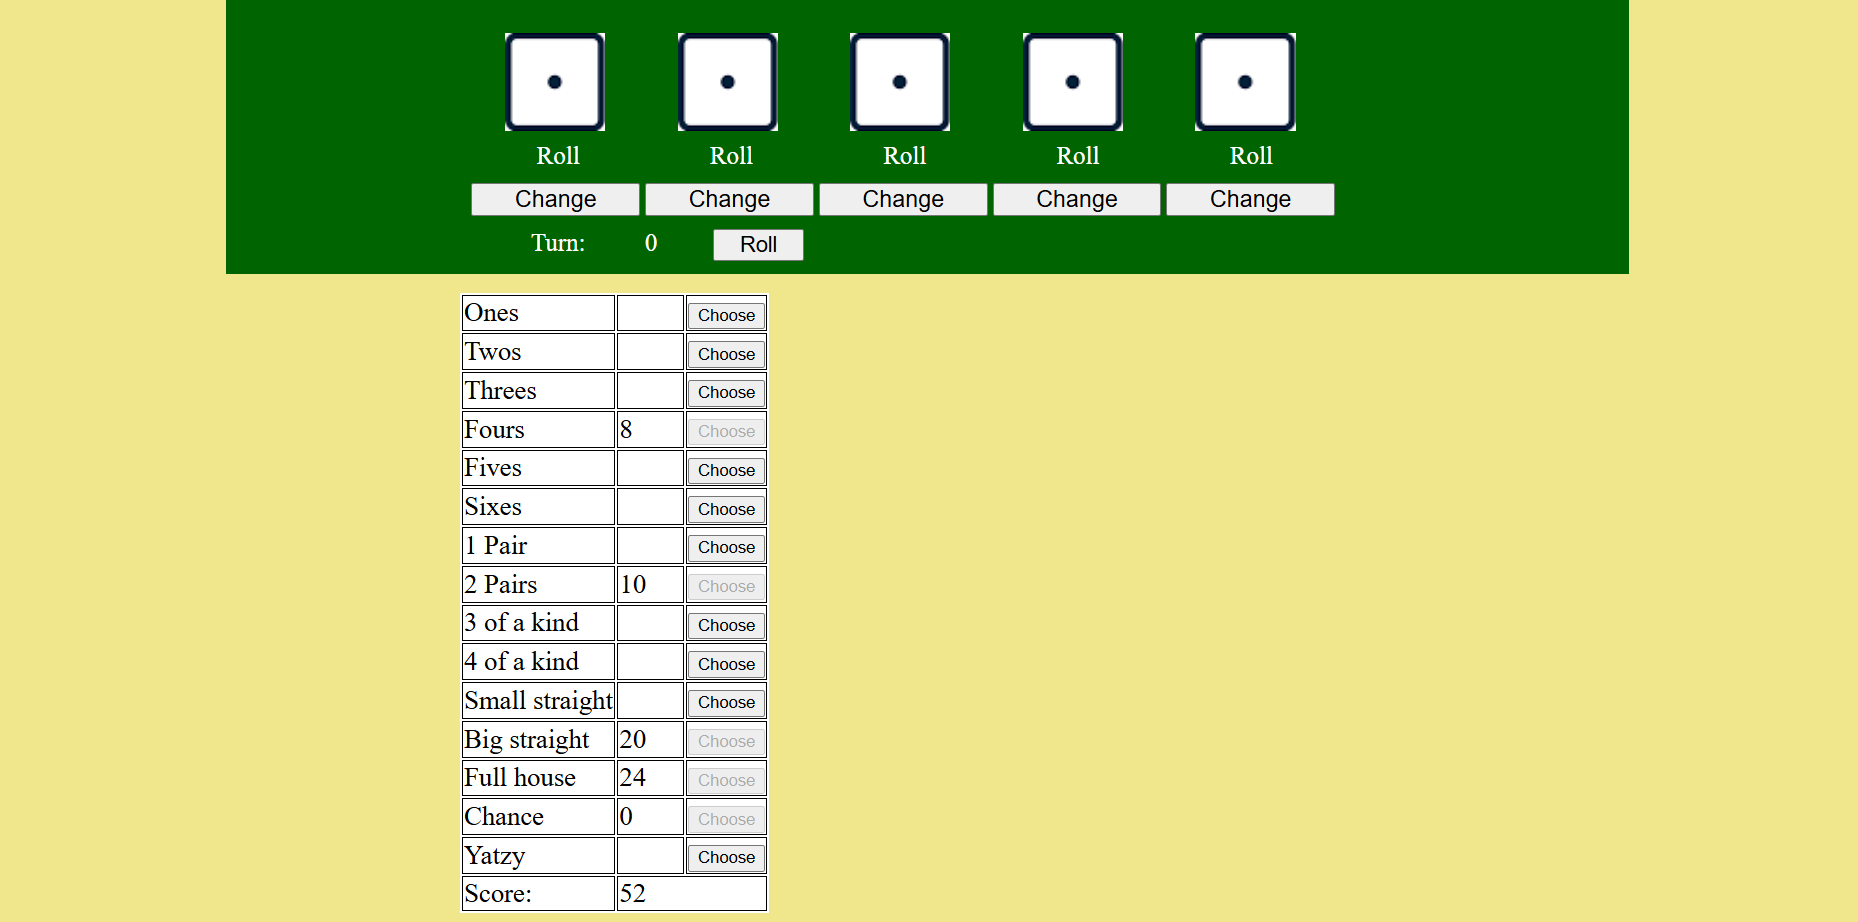 Roll Roll Roll Roll Roll
Change Change Change Change Change
Turn: 0 Roll
Ones Choose
Twos Choose
Threes Choose
Fours 8 Choose
Fives Choose
Sixes Choose
1 Pair Choose
2 Pairs 10 Choose
3 of a kind Choose
4 of a kind Choose
Small straight Choose
Big straight 20 Choose
Full house 24 Choose
Chance 0 Choose
Yatzy Choose
Score: 52